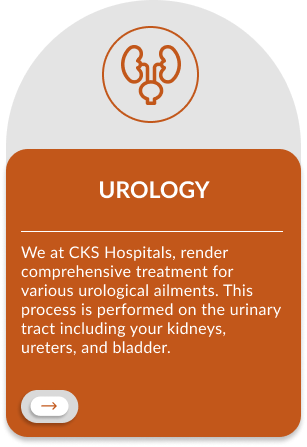 UROLOGY
We at CKS Hospitals, render
comprehensive treatment for
various urological ailments. This
process is performed on the urinary
tract including your kidneys,
ureters, and bladder.